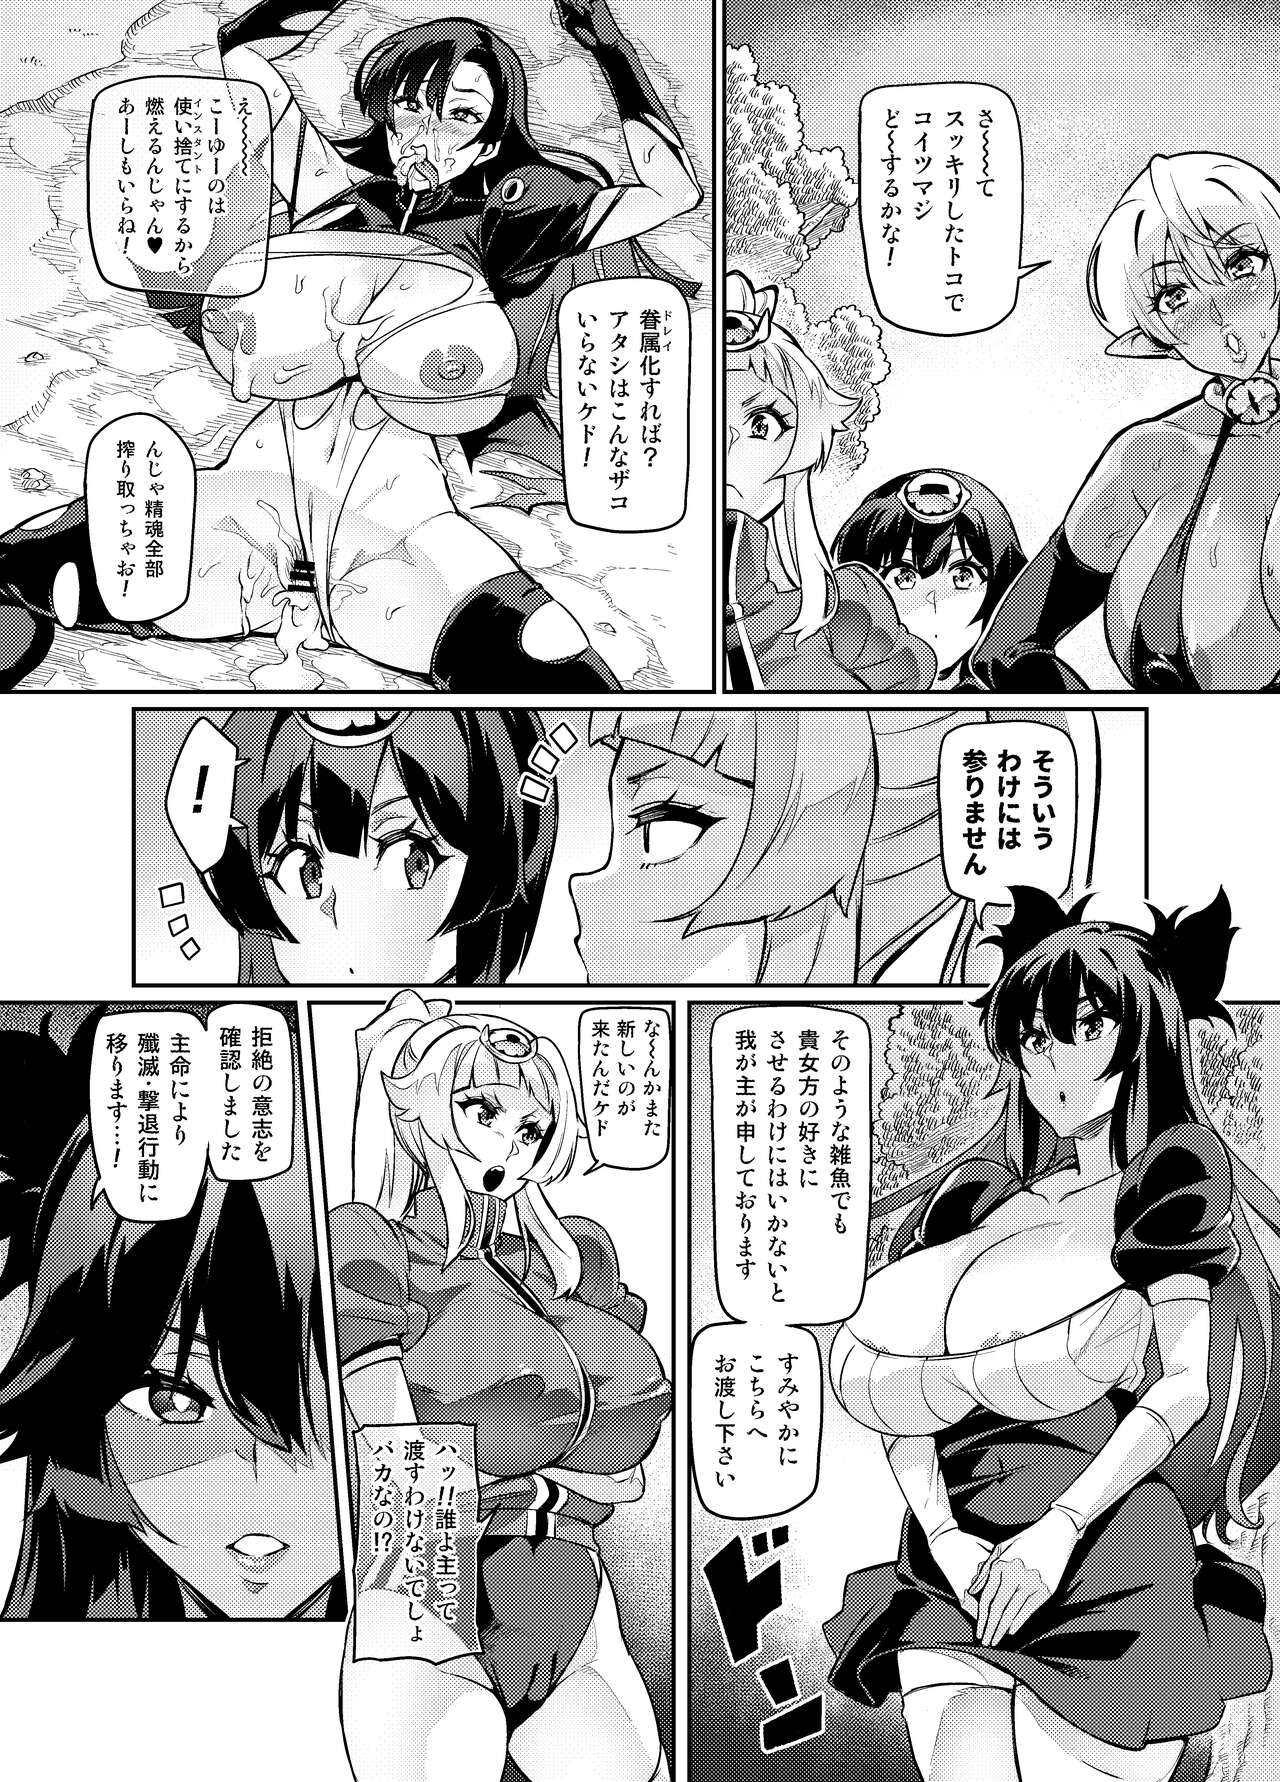 さ～～て
スッキリしたトコで
コイツマジ
ど～するかな！
眷属化すれば？
ドレイ
アタシはこんなザコ
いらないケド！
え～～～
こーゆーのは
使い捨てにするから
インスタント
燃えるんじゃん♥
あーしもいらね！
んじゃ精魂全部
搾り取っちゃお！
そういう
わけには
参りません
！
そのような雑魚でも
貴女方の好きに
させるわけにはいかないと
我が主が申しております
すみやかに
こちらへ
お渡し下さい
ドン
な～んかまた
新しいのが
来たんだケド
ハッ!!誰よ主って
渡すわけないでしょ
バカなの!?
拒絶の意志を
確認しました
主命により
殲滅・撃退行動に
移ります…！